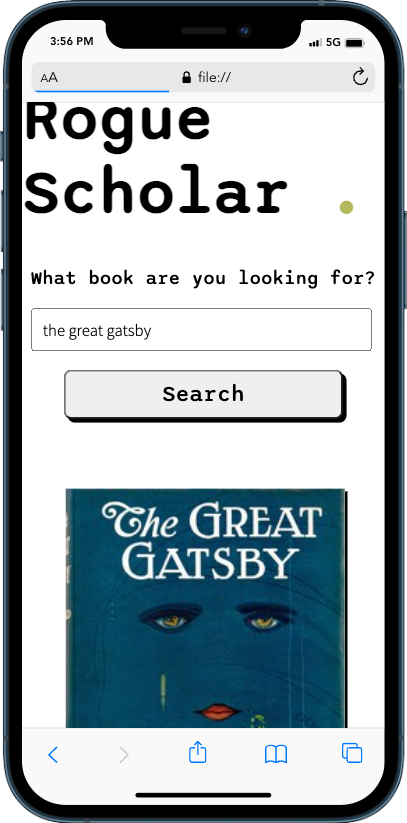 3:56 PM 5G
AA file://
Rogue
Scholar .
What book are you looking for?
the great gatsby
Search
The GREAT
GATSBY